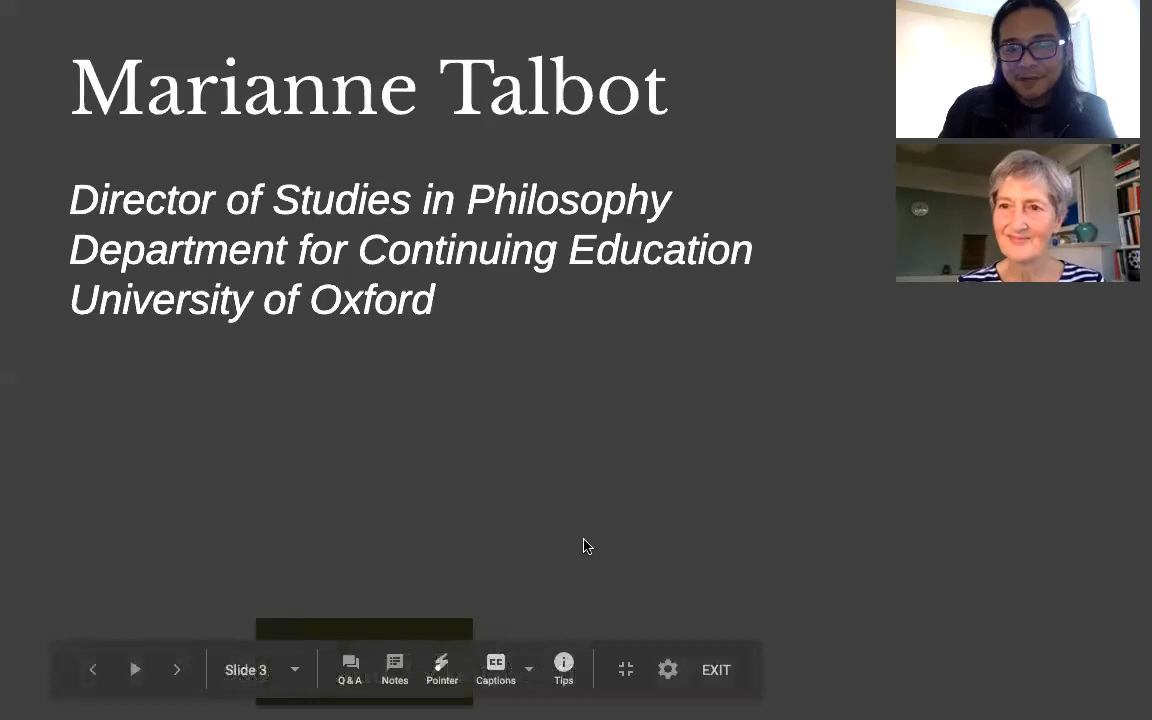 Marianne Talbot
Director of Studies in Philosophy
Department for Continuing Education
University of Oxford
Slide 3
Q & A
Notes
Pointer
Captions
CC
Tips
EXIT